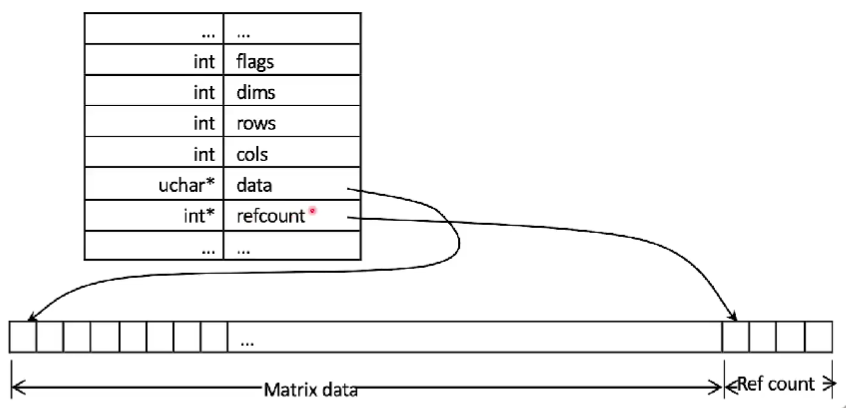 ... ...
int flags
int dims
int rows
int cols
uchar* data
int* refcount
... ...
...
Matrix data
Ref count